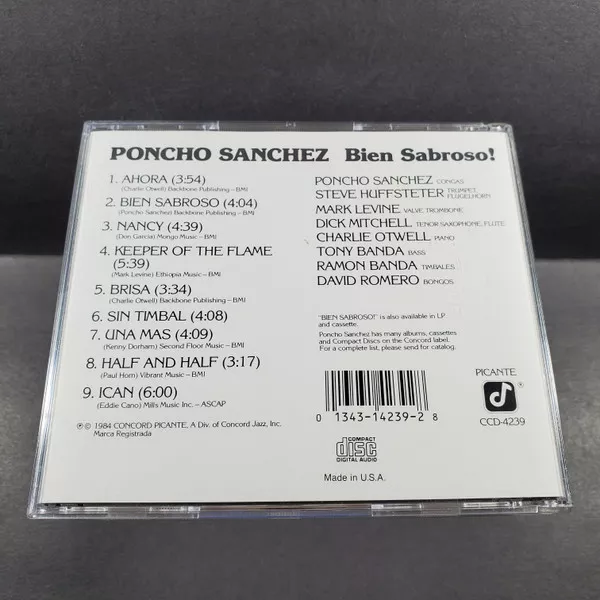 PONCHO SANCHEZ Bien Sabroso!
1. AHORA (3:54)
(Charlie Otwell) Backbone Publishing – BMI
2. BIEN SABROSO (4:04)
(Poncho Sanchez) Backbone Publishing – BMI
3. NANCY (4:39)
(Don Garcia) Mongo Music – BMI
4. KEEPER OF THE FLAME
(5:39)
(Mark Levine) Ethiopia Music – BMI
5. BRISA (3:34)
(Charlie Otwell) Backbone Publishing – BMI
6. SIN TIMBAL (4:08)
7. UNA MAS (4:09)
(Kenny Dorham) Second Floor Music – BMI
8. HALF AND HALF (3:17)
(Paul Horn) Vibrant Music – BMI
9. ICAN (6:00)
(Eddie Cano) Mills Music Inc. – ASCAP
℗ © 1984 CONCORD PICANTE, A Div. of Concord Jazz, Inc.
Marca Registrada
PONCHO SANCHEZ CONGAS
STEVE HUFFSTETER TRUMPET, FLUGELHORN
MARK LEVINE VALVE TROMBONE
DICK MITCHELL TENOR SAXOPHONE, FLUTE
CHARLIE OTWELL PIANO
TONY BANDA BASS
RAMON BANDA TIMBALES
DAVID ROMERO BONGOS
"BIEN SABROSO!" is also available in LP
and cassette.
Poncho Sanchez has many albums, cassettes
and Compact Discs on the Concord label.
For a complete list, please send for catalog.
PICANTE
CCD-4239
0 1343-14239-2 8
COMPACT
disc
DIGITAL AUDIO
Made in U.S.A.